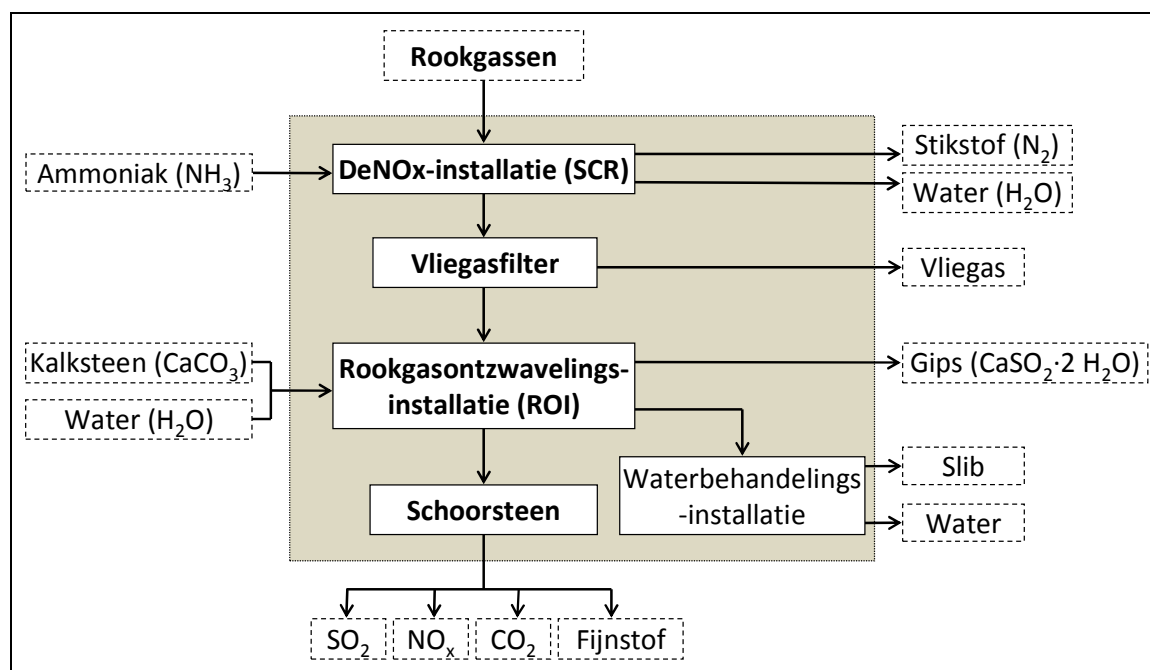 Rookgassen
Ammoniak (NH₃)
DeNOx-installatie (SCR)
Stikstof (N₂)
Water (H₂O)
Vliegasfilter
Vliegas
Kalksteen (CaCO₃)
Water (H₂O)
Rookgasontzwavelings-
installatie (ROI)
Gips (CaSO₂·2 H₂O)
Waterbehandelings
-installatie
Slib
Water
Schoorsteen
SO₂
NOₓ
CO₂
Fijnstof